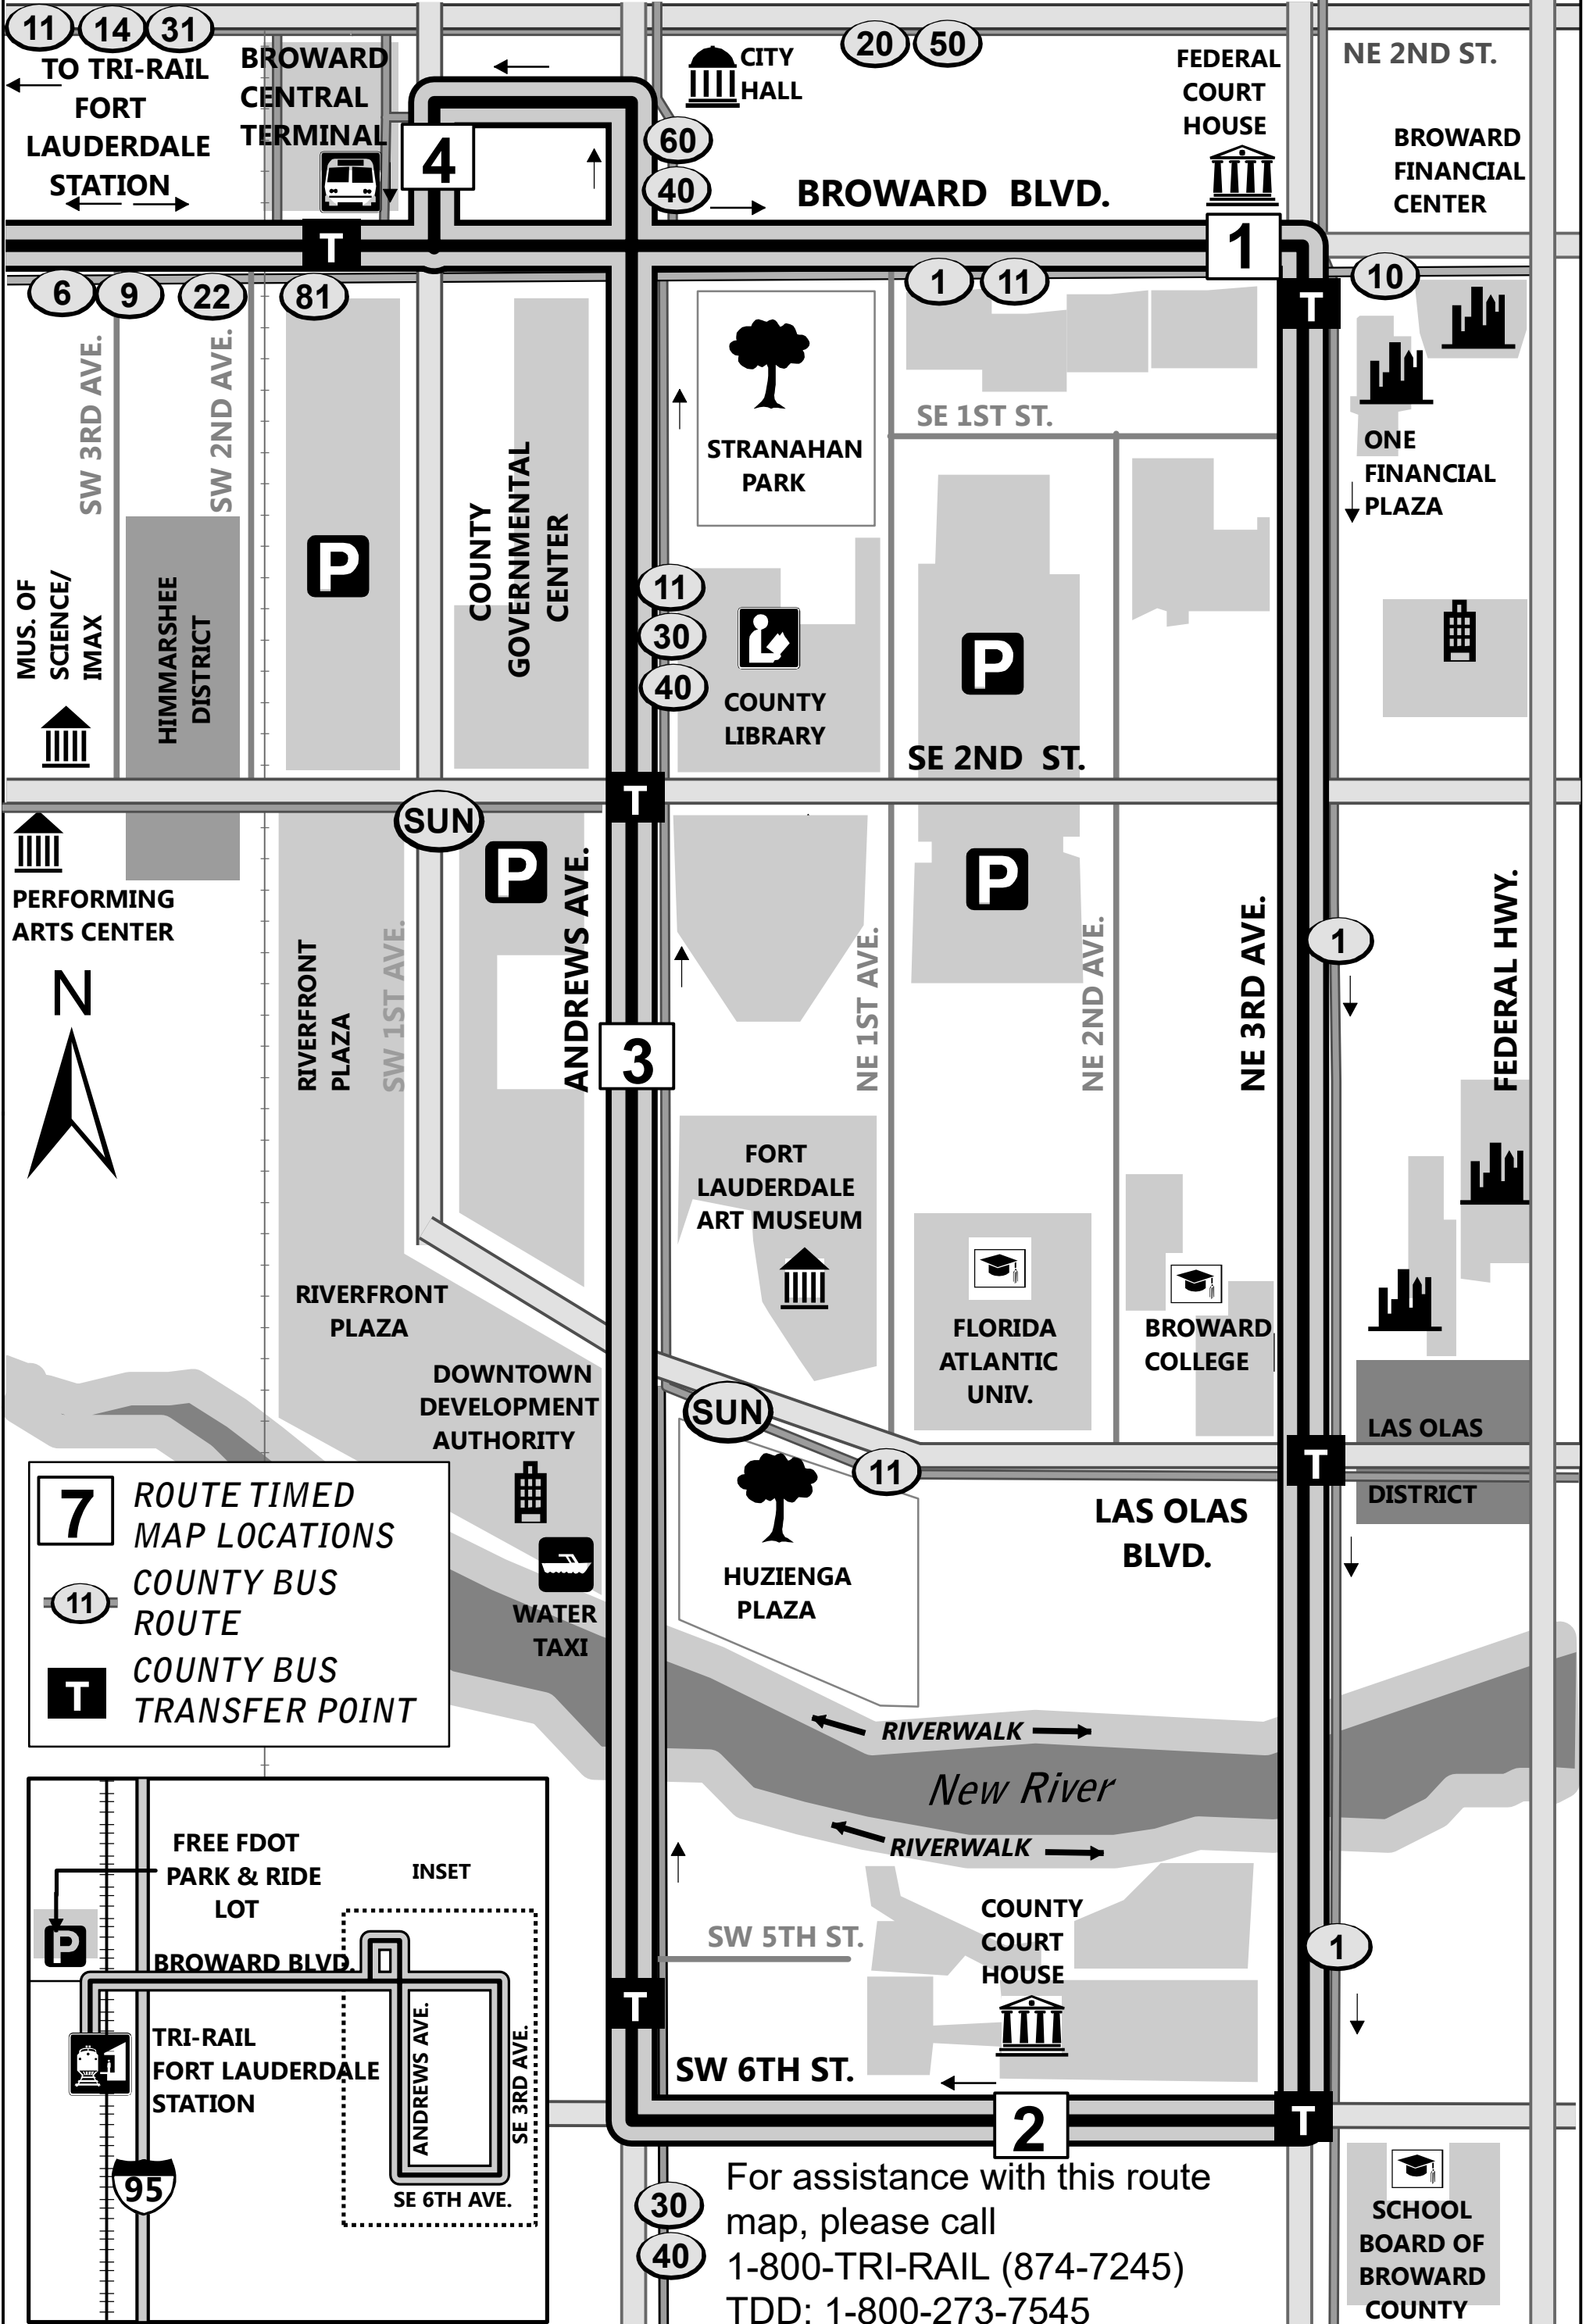 11 14 31
20 50
TO TRI-RAIL
FORT
LAUDERDALE
STATION
BROWARD
CENTRAL
TERMINAL
4
CITY
HALL
60
40
BROWARD BLVD.
FEDERAL
COURT
HOUSE
1
NE 2ND ST.
BROWARD
FINANCIAL
CENTER
T
T
6 9 22 81
1 11
10
SW 3RD AVE.
SW 2ND AVE.
MUS. OF
SCIENCE/
IMAX
HIMMARSHEE
DISTRICT
P
COUNTY
GOVERNMENTAL
CENTER
STRANAHAN
PARK
SE 1ST ST.
ONE
FINANCIAL
PLAZA
11
30
40
COUNTY
LIBRARY
P
SE 2ND ST.
T
SUN
P
P
PERFORMING
ARTS CENTER
N
RIVERFRONT
PLAZA
SW 1ST AVE.
ANDREWS AVE.
3
NE 1ST AVE.
NE 2ND AVE.
NE 3RD AVE.
1
FEDERAL HWY.
FORT
LAUDERDALE
ART MUSEUM
FLORIDA
ATLANTIC
UNIV.
BROWARD
COLLEGE
RIVERFRONT
PLAZA
DOWNTOWN
DEVELOPMENT
AUTHORITY
SUN
11
T
LAS OLAS
DISTRICT
LAS OLAS
BLVD.
HUZIENGA
PLAZA
WATER
TAXI
7 ROUTE TIMED
MAP LOCATIONS
11 COUNTY BUS
ROUTE
T COUNTY BUS
TRANSFER POINT
RIVERWALK
New River
RIVERWALK
FREE FDOT
PARK & RIDE
LOT
INSET
P
BROWARD BLVD.
TRI-RAIL
FORT LAUDERDALE
STATION
ANDREWS AVE.
SE 3RD AVE.
SE 6TH AVE.
95
SW 5TH ST.
COUNTY
COURT
HOUSE
1
T
SW 6TH ST.
2
T
30
40
For assistance with this route
map, please call
1-800-TRI-RAIL (874-7245)
TDD: 1-800-273-7545
SCHOOL
BOARD OF
BROWARD
COUNTY